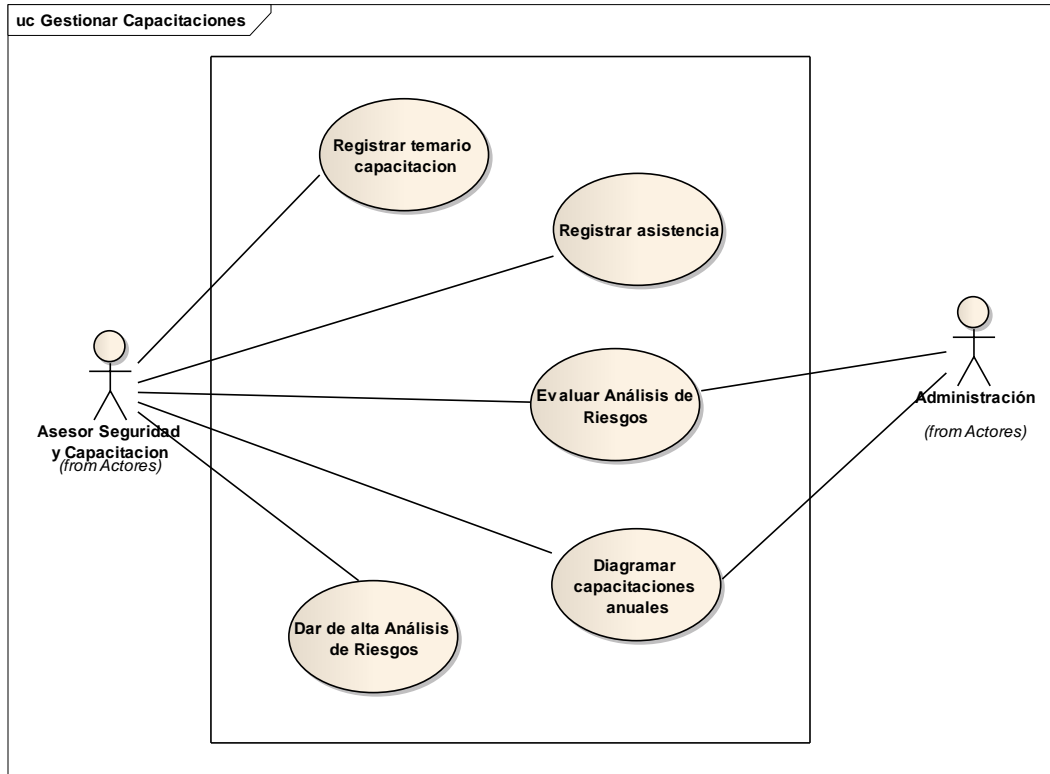 uc Gestionar Capacitaciones
Registrar temario
capacitacion
Registrar asistencia
Evaluar Análisis de
Riesgos
Administración
(from Actores)
Asesor Seguridad
y Capacitacion
(from Actores)
Diagramar
capacitaciones
anuales
Dar de alta Análisis
de Riesgos